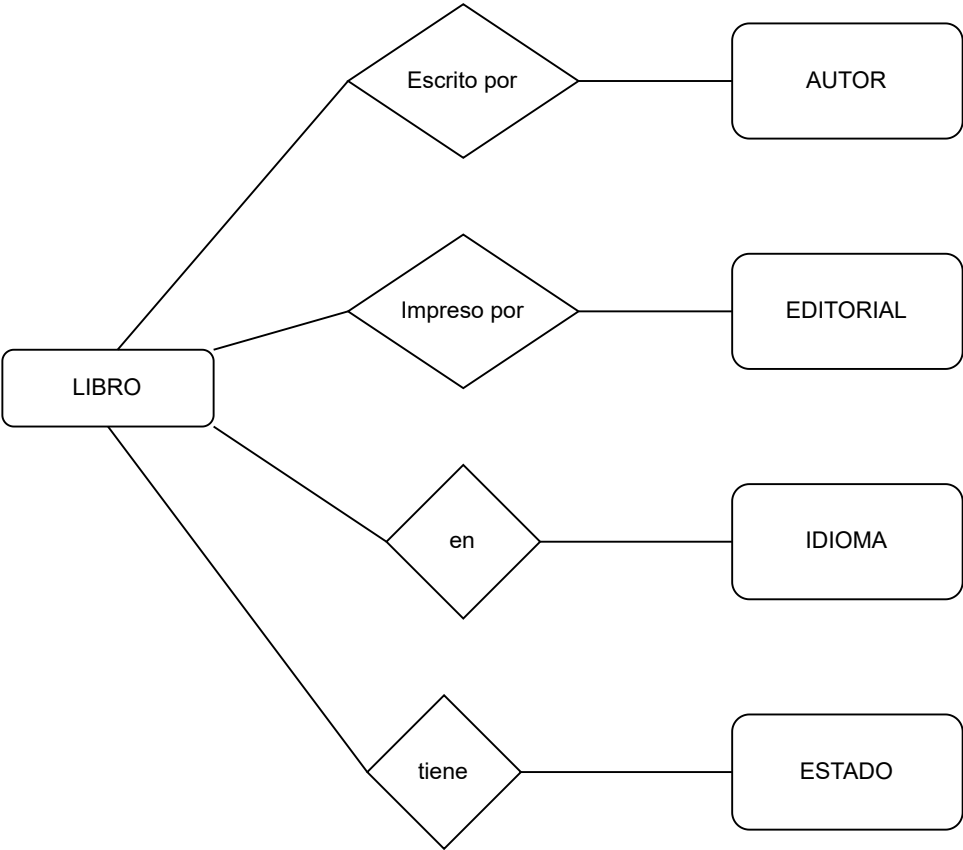 Escrito por
AUTOR
Impreso por
EDITORIAL
LIBRO
en
IDIOMA
tiene
ESTADO